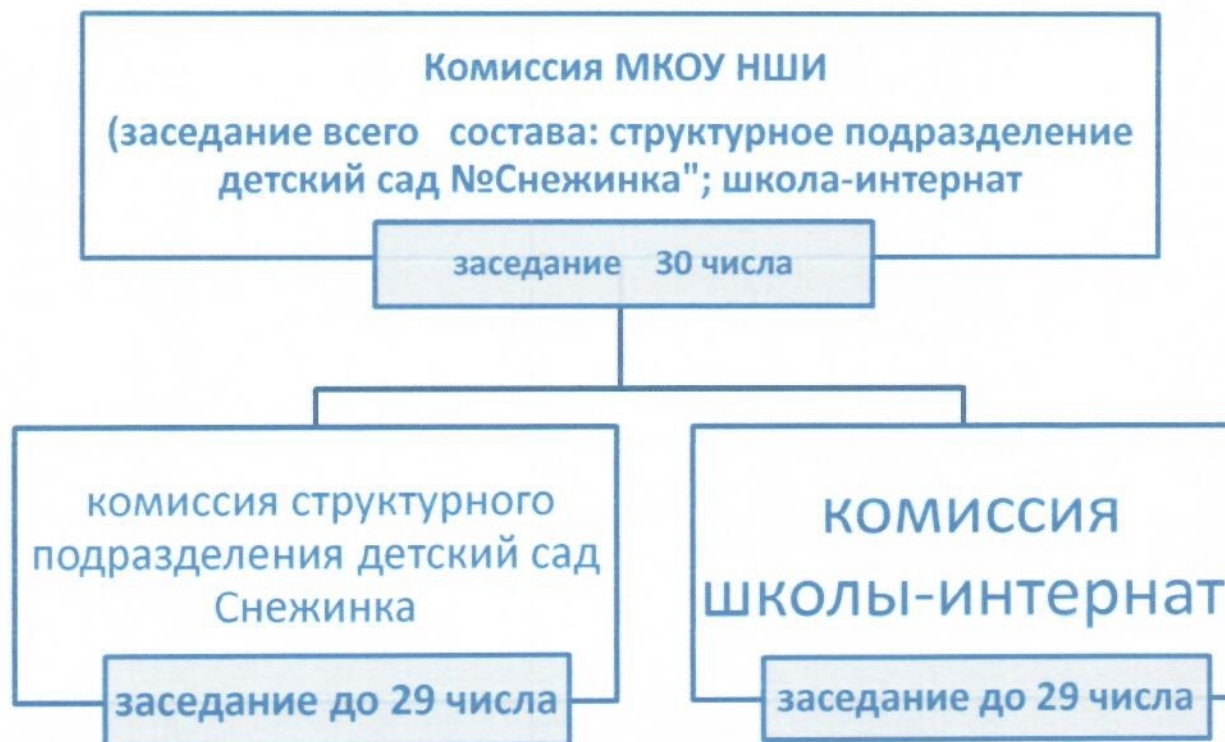 Комиссия МКОУ НШИ
(заседание всего состава: структурное подразделение
детский сад №Снежинка"; школа-интернат
заседание 30 числа
комиссия структурного
подразделения детский сад
Снежинка
заседание до 29 числа
комиссия
школы-интернат
заседание до 29 числа